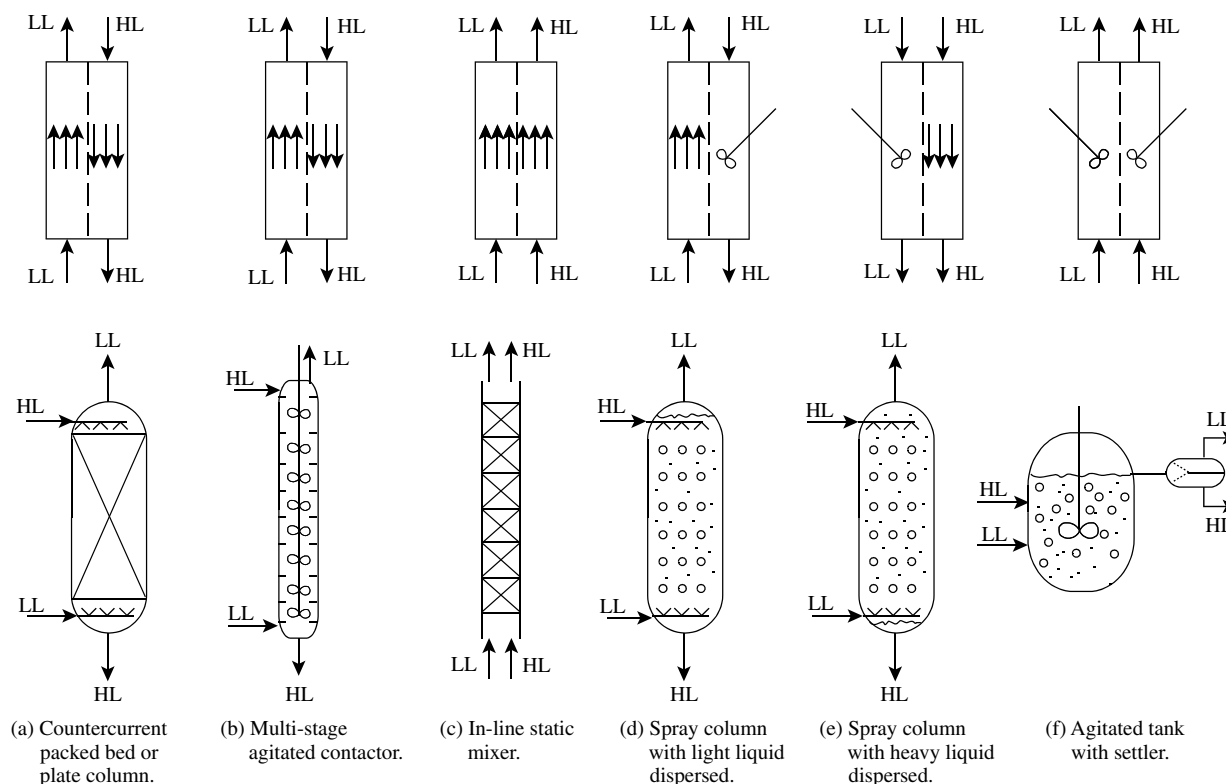 LL HL LL HL LL HL LL HL LL HL LL HL
LL HL LL HL LL HL LL HL LL HL LL HL
LL LL LL HL LL LL
HL HL HL HL LL
HL
LL LL LL LL LL HL
LL HL
HL HL HL HL
(a) Countercurrent
packed bed or
plate column.
(b) Multi-stage
agitated contactor.
(c) In-line static
mixer.
(d) Spray column
with light liquid
dispersed.
(e) Spray column
with heavy liquid
dispersed.
(f) Agitated tank
with settler.